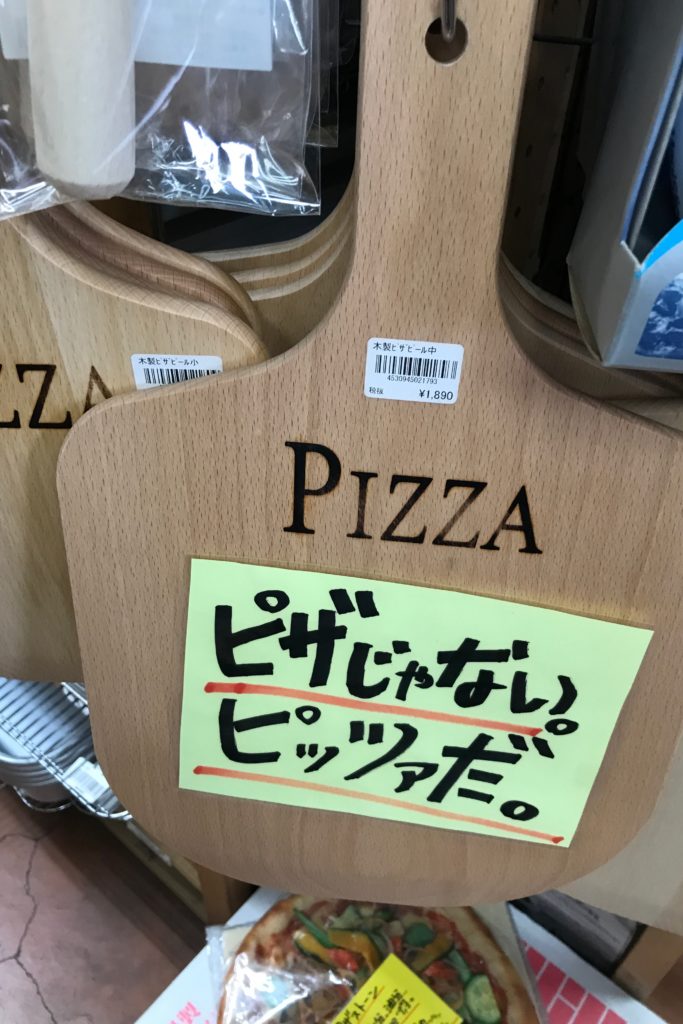 木製ピザピール小
ZZA
木製ピザピール中
4530945021793
税抜 ¥1,890
PIZZA
ピザじゃない。
ピッツァだ。